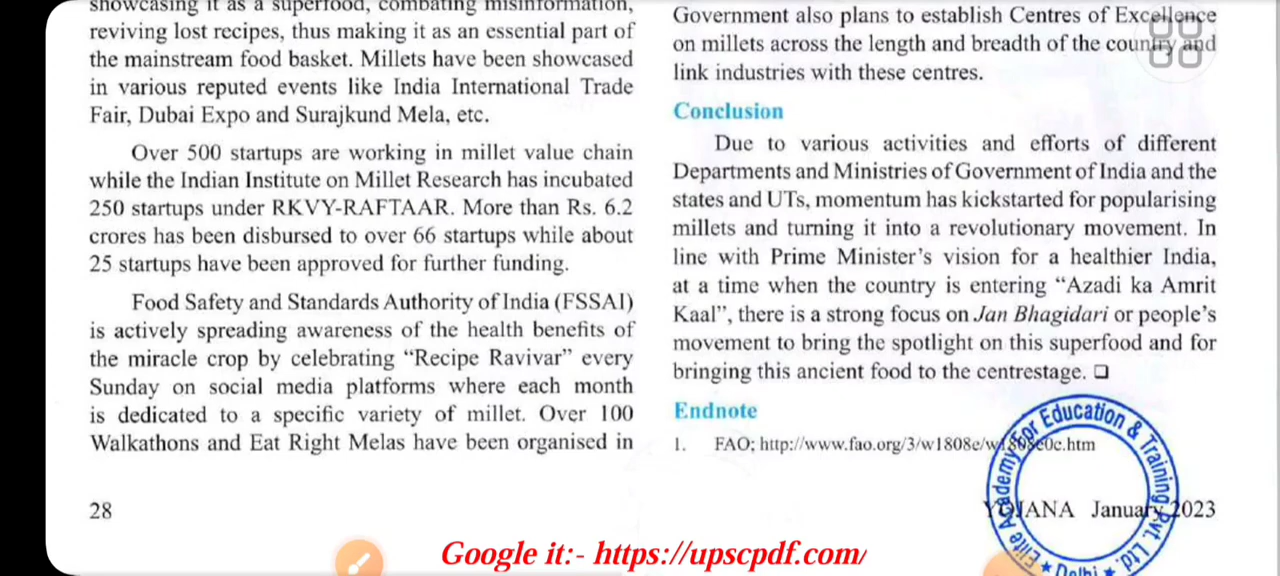 showcasing it as a superfood, combating misinformation,
reviving lost recipes, thus making it as an essential part of
the mainstream food basket. Millets have been showcased
in various reputed events like India International Trade
Fair, Dubai Expo and Surajkund Mela, etc.
Over 500 startups are working in millet value chain
while the Indian Institute on Millet Research has incubated
250 startups under RKVY-RAFTAAR. More than Rs. 6.2
crores has been disbursed to over 66 startups while about
25 startups have been approved for further funding.
Food Safety and Standards Authority of India (FSSAI)
is actively spreading awareness of the health benefits of
the miracle crop by celebrating “Recipe Ravivar” every
Sunday on social media platforms where each month
is dedicated to a specific variety of millet. Over 100
Walkathons and Eat Right Melas have been organised in
Government also plans to establish Centres of Excellence
on millets across the length and breadth of the country and
link industries with these centres.
Conclusion
Due to various activities and efforts of different
Departments and Ministries of Government of India and the
states and UTs, momentum has kickstarted for popularising
millets and turning it into a revolutionary movement. In
line with Prime Minister’s vision for a healthier India,
at a time when the country is entering “Azadi ka Amrit
Kaal”, there is a strong focus on Jan Bhagidari or people’s
movement to bring the spotlight on this superfood and for
bringing this ancient food to the centrestage. ❑
Endnote
1. FAO; http://www.fao.org/3/w1808e/w1808e0c.htm
28
YOJANA January 2023
Elite Academy For Education & Training Pvt. Ltd.
★ Delhi ★
Google it:- https://upscpdf.com/